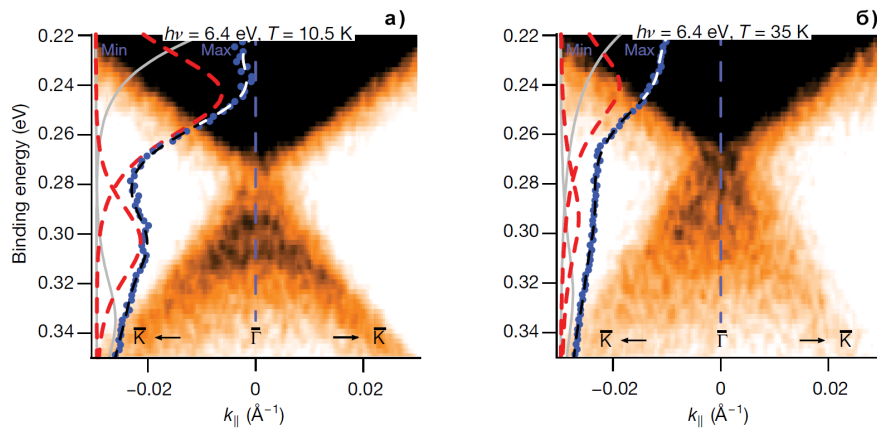 а)
hν = 6.4 eV, T = 10.5 K
Min
Max
0.22
0.24
0.26
0.28
0.30
0.32
0.34
Binding energy (eV)
K̅ ← Γ̅ → K̅
−0.02 0 0.02
k∥ (Å⁻¹)
б)
hν = 6.4 eV, T = 35 K
Min
Max
0.22
0.24
0.26
0.28
0.30
0.32
0.34
K̅ ← Γ̅ → K̅
−0.02 0 0.02
k∥ (Å⁻¹)